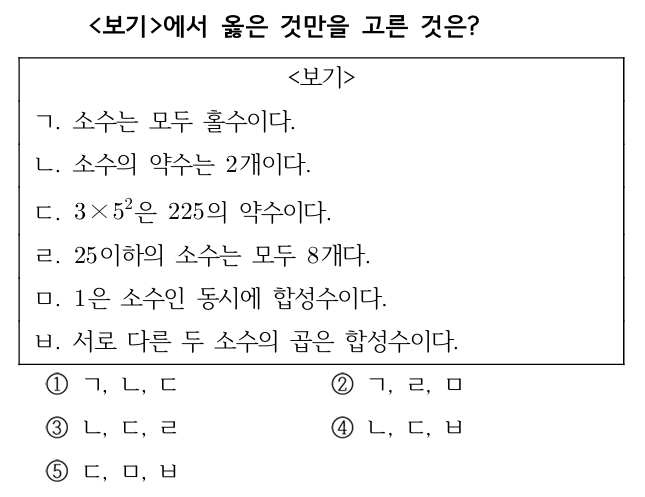 <보기>에서 옳은 것만을 고른 것은?
<보기>
ㄱ. 소수는 모두 홀수이다.
ㄴ. 소수의 약수는 2개이다.
ㄷ. 3×5²은 225의 약수이다.
ㄹ. 25이하의 소수는 모두 8개다.
ㅁ. 1은 소수인 동시에 합성수이다.
ㅂ. 서로 다른 두 소수의 곱은 합성수이다.
① ㄱ, ㄴ, ㄷ ② ㄱ, ㄹ, ㅁ
③ ㄴ, ㄷ, ㄹ ④ ㄴ, ㄷ, ㅂ
⑤ ㄷ, ㅁ, ㅂ